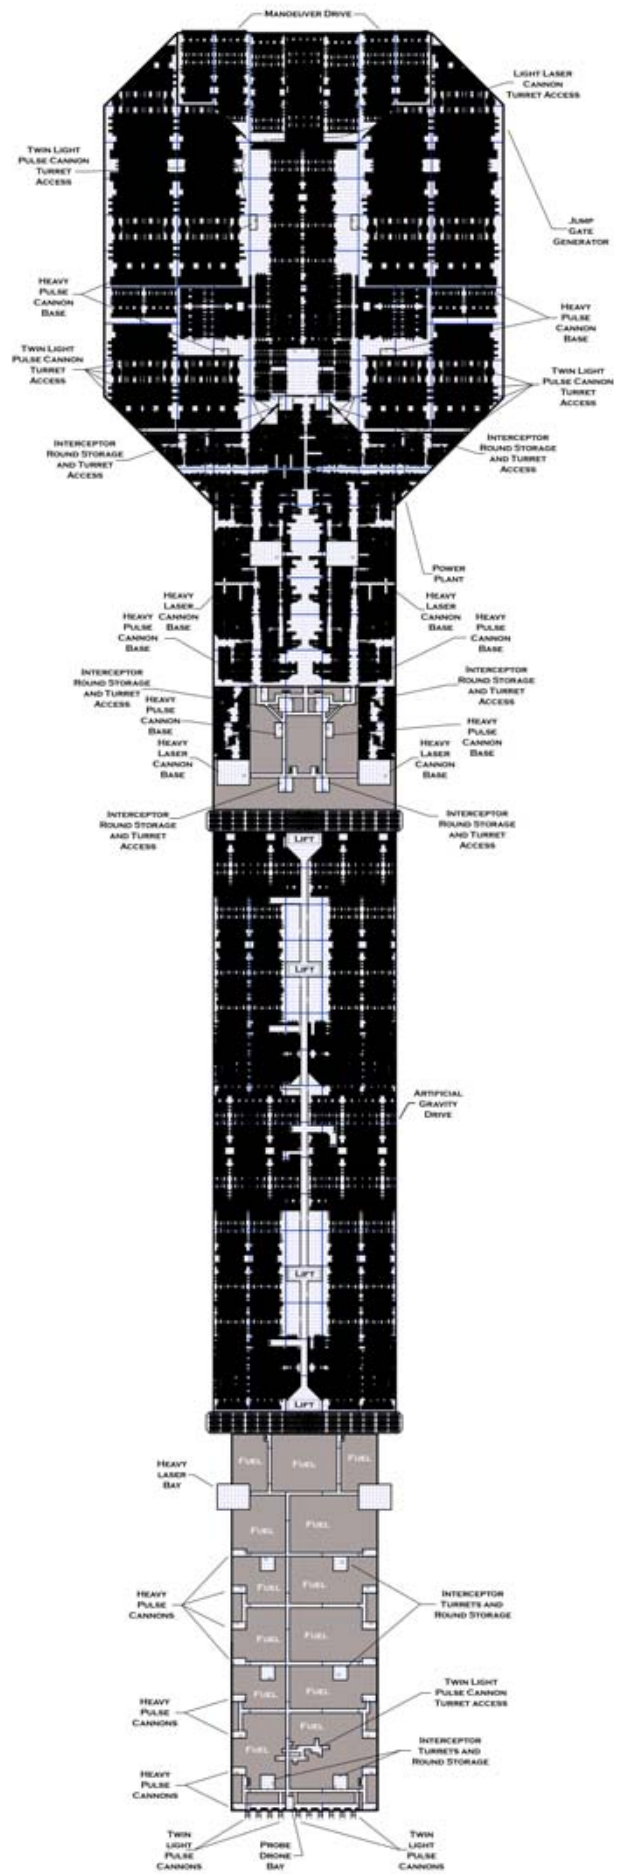 MANOEUVER DRIVE
LIGHT LASER
CANNON
TURRET ACCESS
TWIN LIGHT
PULSE CANNON
TURRET
ACCESS
JUMP
GATE
GENERATOR
HEAVY
PULSE
CANNON
BASE
HEAVY
PULSE
CANNON
BASE
TWIN LIGHT
PULSE CANNON
TURRET
ACCESS
TWIN LIGHT
PULSE CANNON
TURRET
ACCESS
INTERCEPTOR
ROUND STORAGE
AND TURRET
ACCESS
INTERCEPTOR
ROUND STORAGE
AND TURRET
ACCESS
POWER
PLANT
HEAVY
LASER
CANNON
BASE
HEAVY
LASER
CANNON
BASE
HEAVY
PULSE
CANNON
BASE
HEAVY
PULSE
CANNON
BASE
INTERCEPTOR
ROUND STORAGE
AND TURRET
ACCESS
INTERCEPTOR
ROUND STORAGE
AND TURRET
ACCESS
HEAVY
PULSE
CANNON
BASE
HEAVY
PULSE
CANNON
BASE
HEAVY
LASER
CANNON
BASE
HEAVY
LASER
CANNON
BASE
INTERCEPTOR
ROUND STORAGE
AND TURRET
ACCESS
INTERCEPTOR
ROUND STORAGE
AND TURRET
ACCESS
LIFT
LIFT
ARTIFICIAL
GRAVITY
DRIVE
LIFT
LIFT
FUEL
FUEL
FUEL
HEAVY
LASER
BAY
FUEL
FUEL
FUEL
FUEL
HEAVY
PULSE
CANNONS
INTERCEPTOR
TURRETS AND
ROUND STORAGE
FUEL
FUEL
FUEL
FUEL
TWIN LIGHT
PULSE CANNON
TURRET ACCESS
HEAVY
PULSE
CANNONS
FUEL
FUEL
INTERCEPTOR
TURRETS AND
ROUND STORAGE
HEAVY
PULSE
CANNONS
TWIN
LIGHT
PULSE
CANNONS
PROBE
DRONE
BAY
TWIN
LIGHT
PULSE
CANNONS